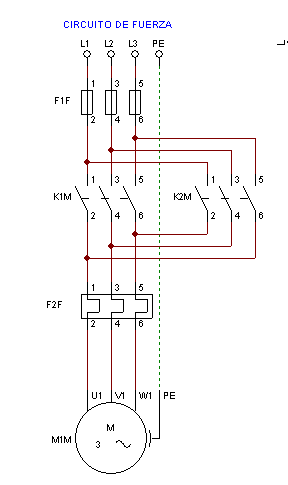 CIRCUITO DE FUERZA
L1 L2 L3 PE
1 3 5
F1F
2 4 6
1 3 5 1 3 5
K1M K2M
2 4 6 2 4 6
1 3 5
F2F
2 4 6
U1 V1 W1 PE
M
M1M
3